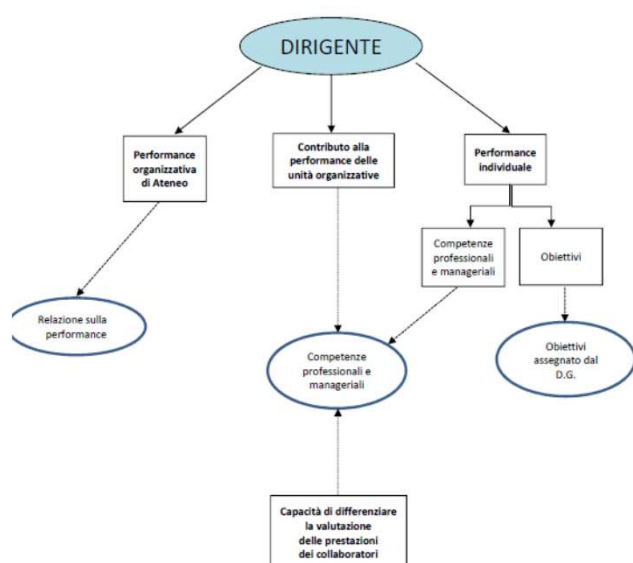 DIRIGENTE
Performance
organizzativa
di Ateneo
Contributo alla
performance delle
unità organizzative
Performance
individuale
Competenze
professionali
e manageriali
Obiettivi
Relazione sulla
performance
Competenze
professionali e
manageriali
Obiettivi
assegnato dal
D.G.
Capacità di differenziare
la valutazione
delle prestazioni
dei collaboratori